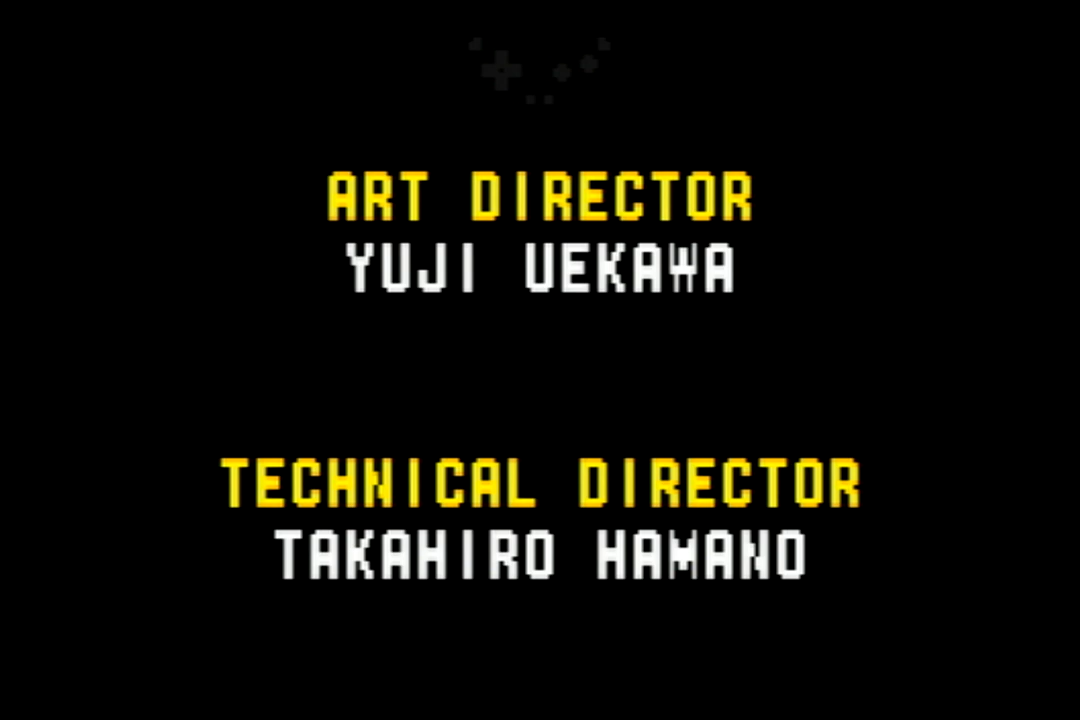 ART DIRECTOR
YUJI UEKAWA
TECHNICAL DIRECTOR
TAKAHIRO HAMANO